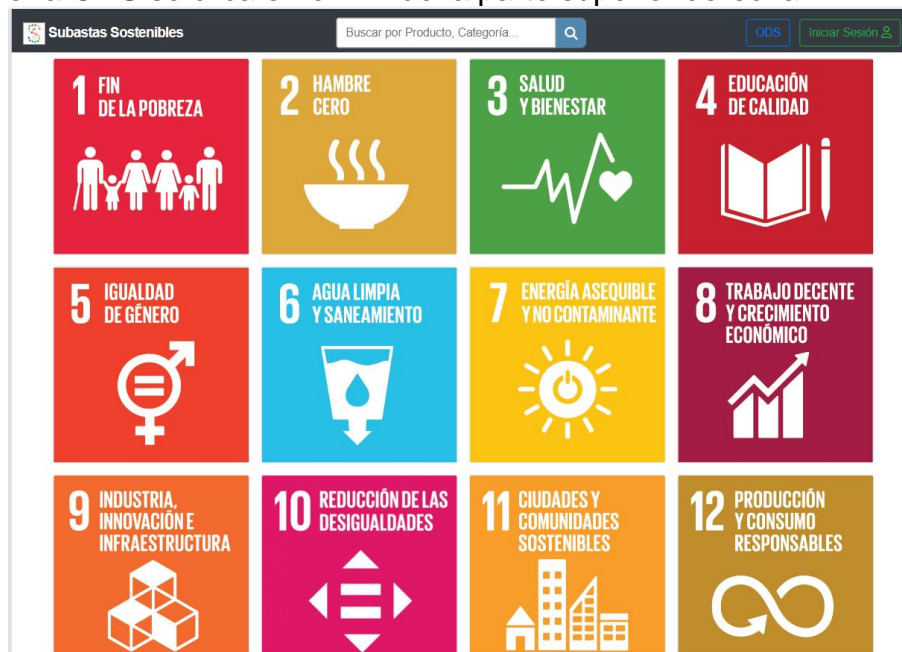 Subastas Sostenibles
Buscar por Producto, Categoría...
ODS
Iniciar Sesión
1 FIN
DE LA POBREZA
2 HAMBRE
CERO
3 SALUD
Y BIENESTAR
4 EDUCACIÓN
DE CALIDAD
5 IGUALDAD
DE GÉNERO
6 AGUA LIMPIA
Y SANEAMIENTO
7 ENERGÍA ASEQUIBLE
Y NO CONTAMINANTE
8 TRABAJO DECENTE
Y CRECIMIENTO
ECONÓMICO
9 INDUSTRIA,
INNOVACIÓN E
INFRAESTRUCTURA
10 REDUCCIÓN DE LAS
DESIGUALDADES
11 CIUDADES Y
COMUNIDADES
SOSTENIBLES
12 PRODUCCIÓN
Y CONSUMO
RESPONSABLES